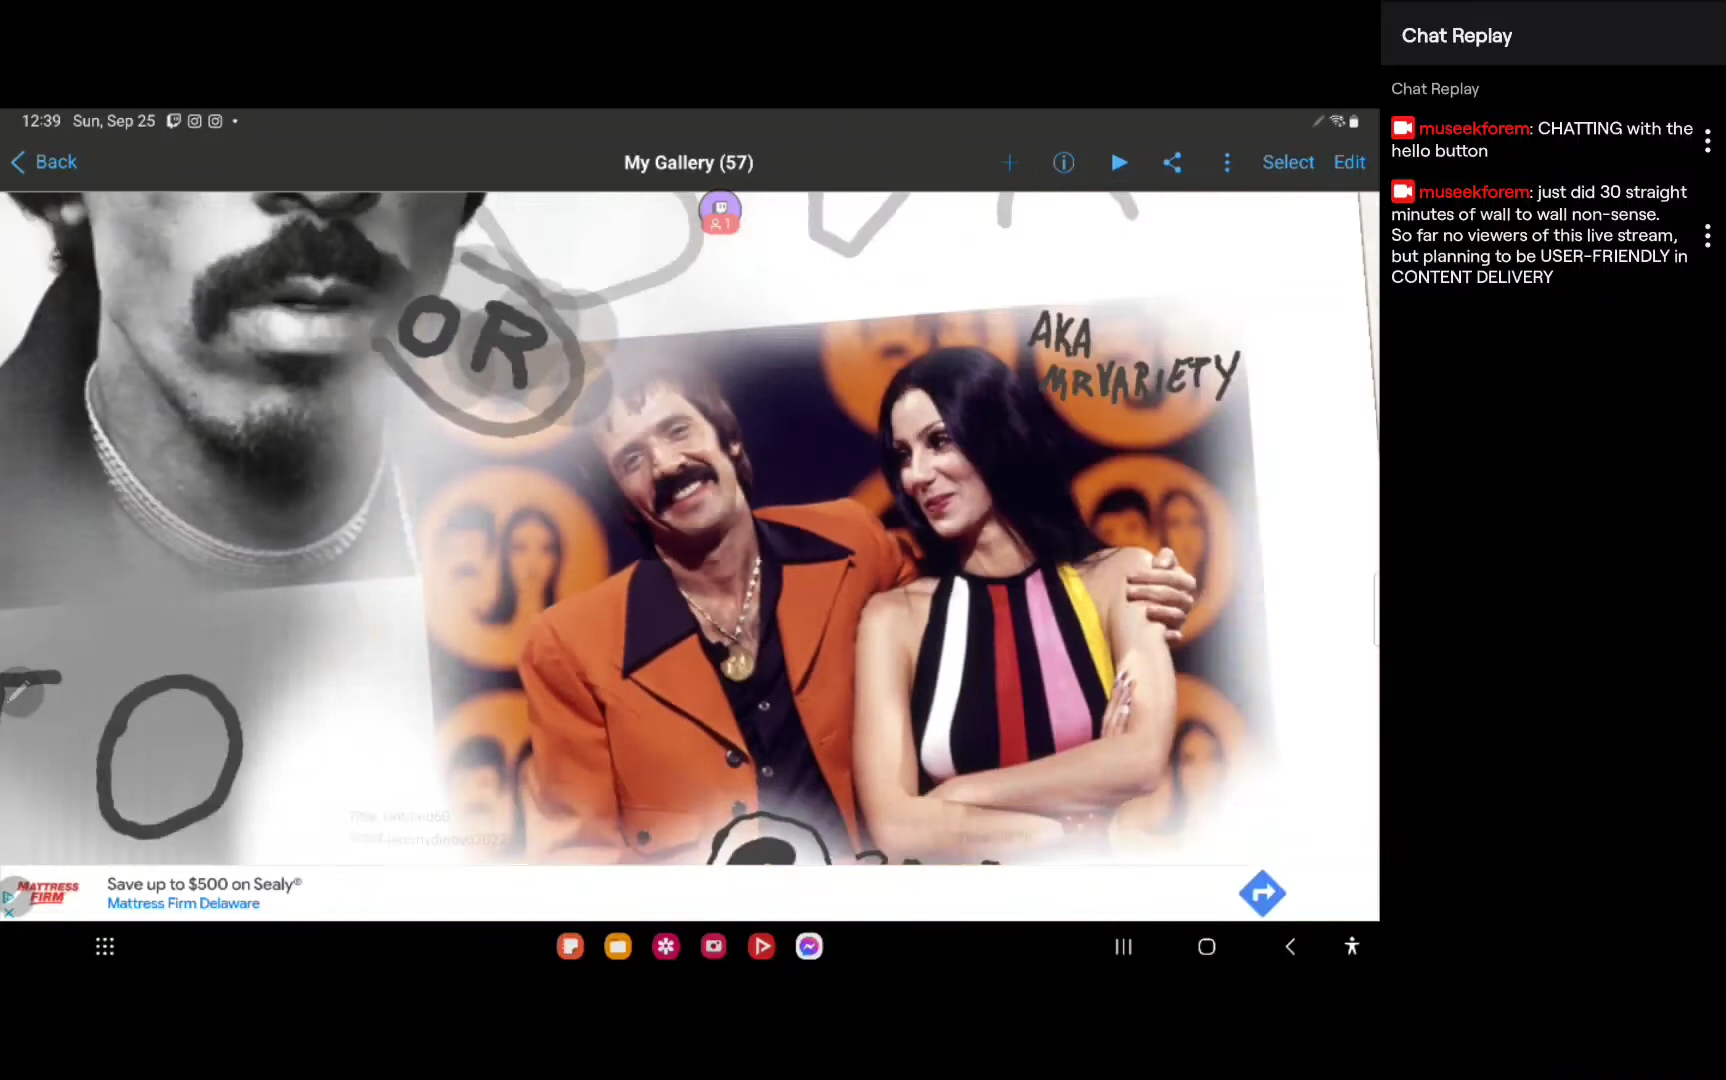 Chat Replay
Chat Replay
museekforem: CHATTING with the
hello button
museekforem: just did 30 straight
minutes of wall to wall non-sense.
So far no viewers of this live stream,
but planning to be USER-FRIENDLY in
CONTENT DELIVERY
12:39 Sun, Sep 25
Back
My Gallery (57)
Select Edit
1
OR
AKA
MRVARIETY
TO
MATTRESS
FIRM
Save up to $500 on Sealy®
Mattress Firm Delaware